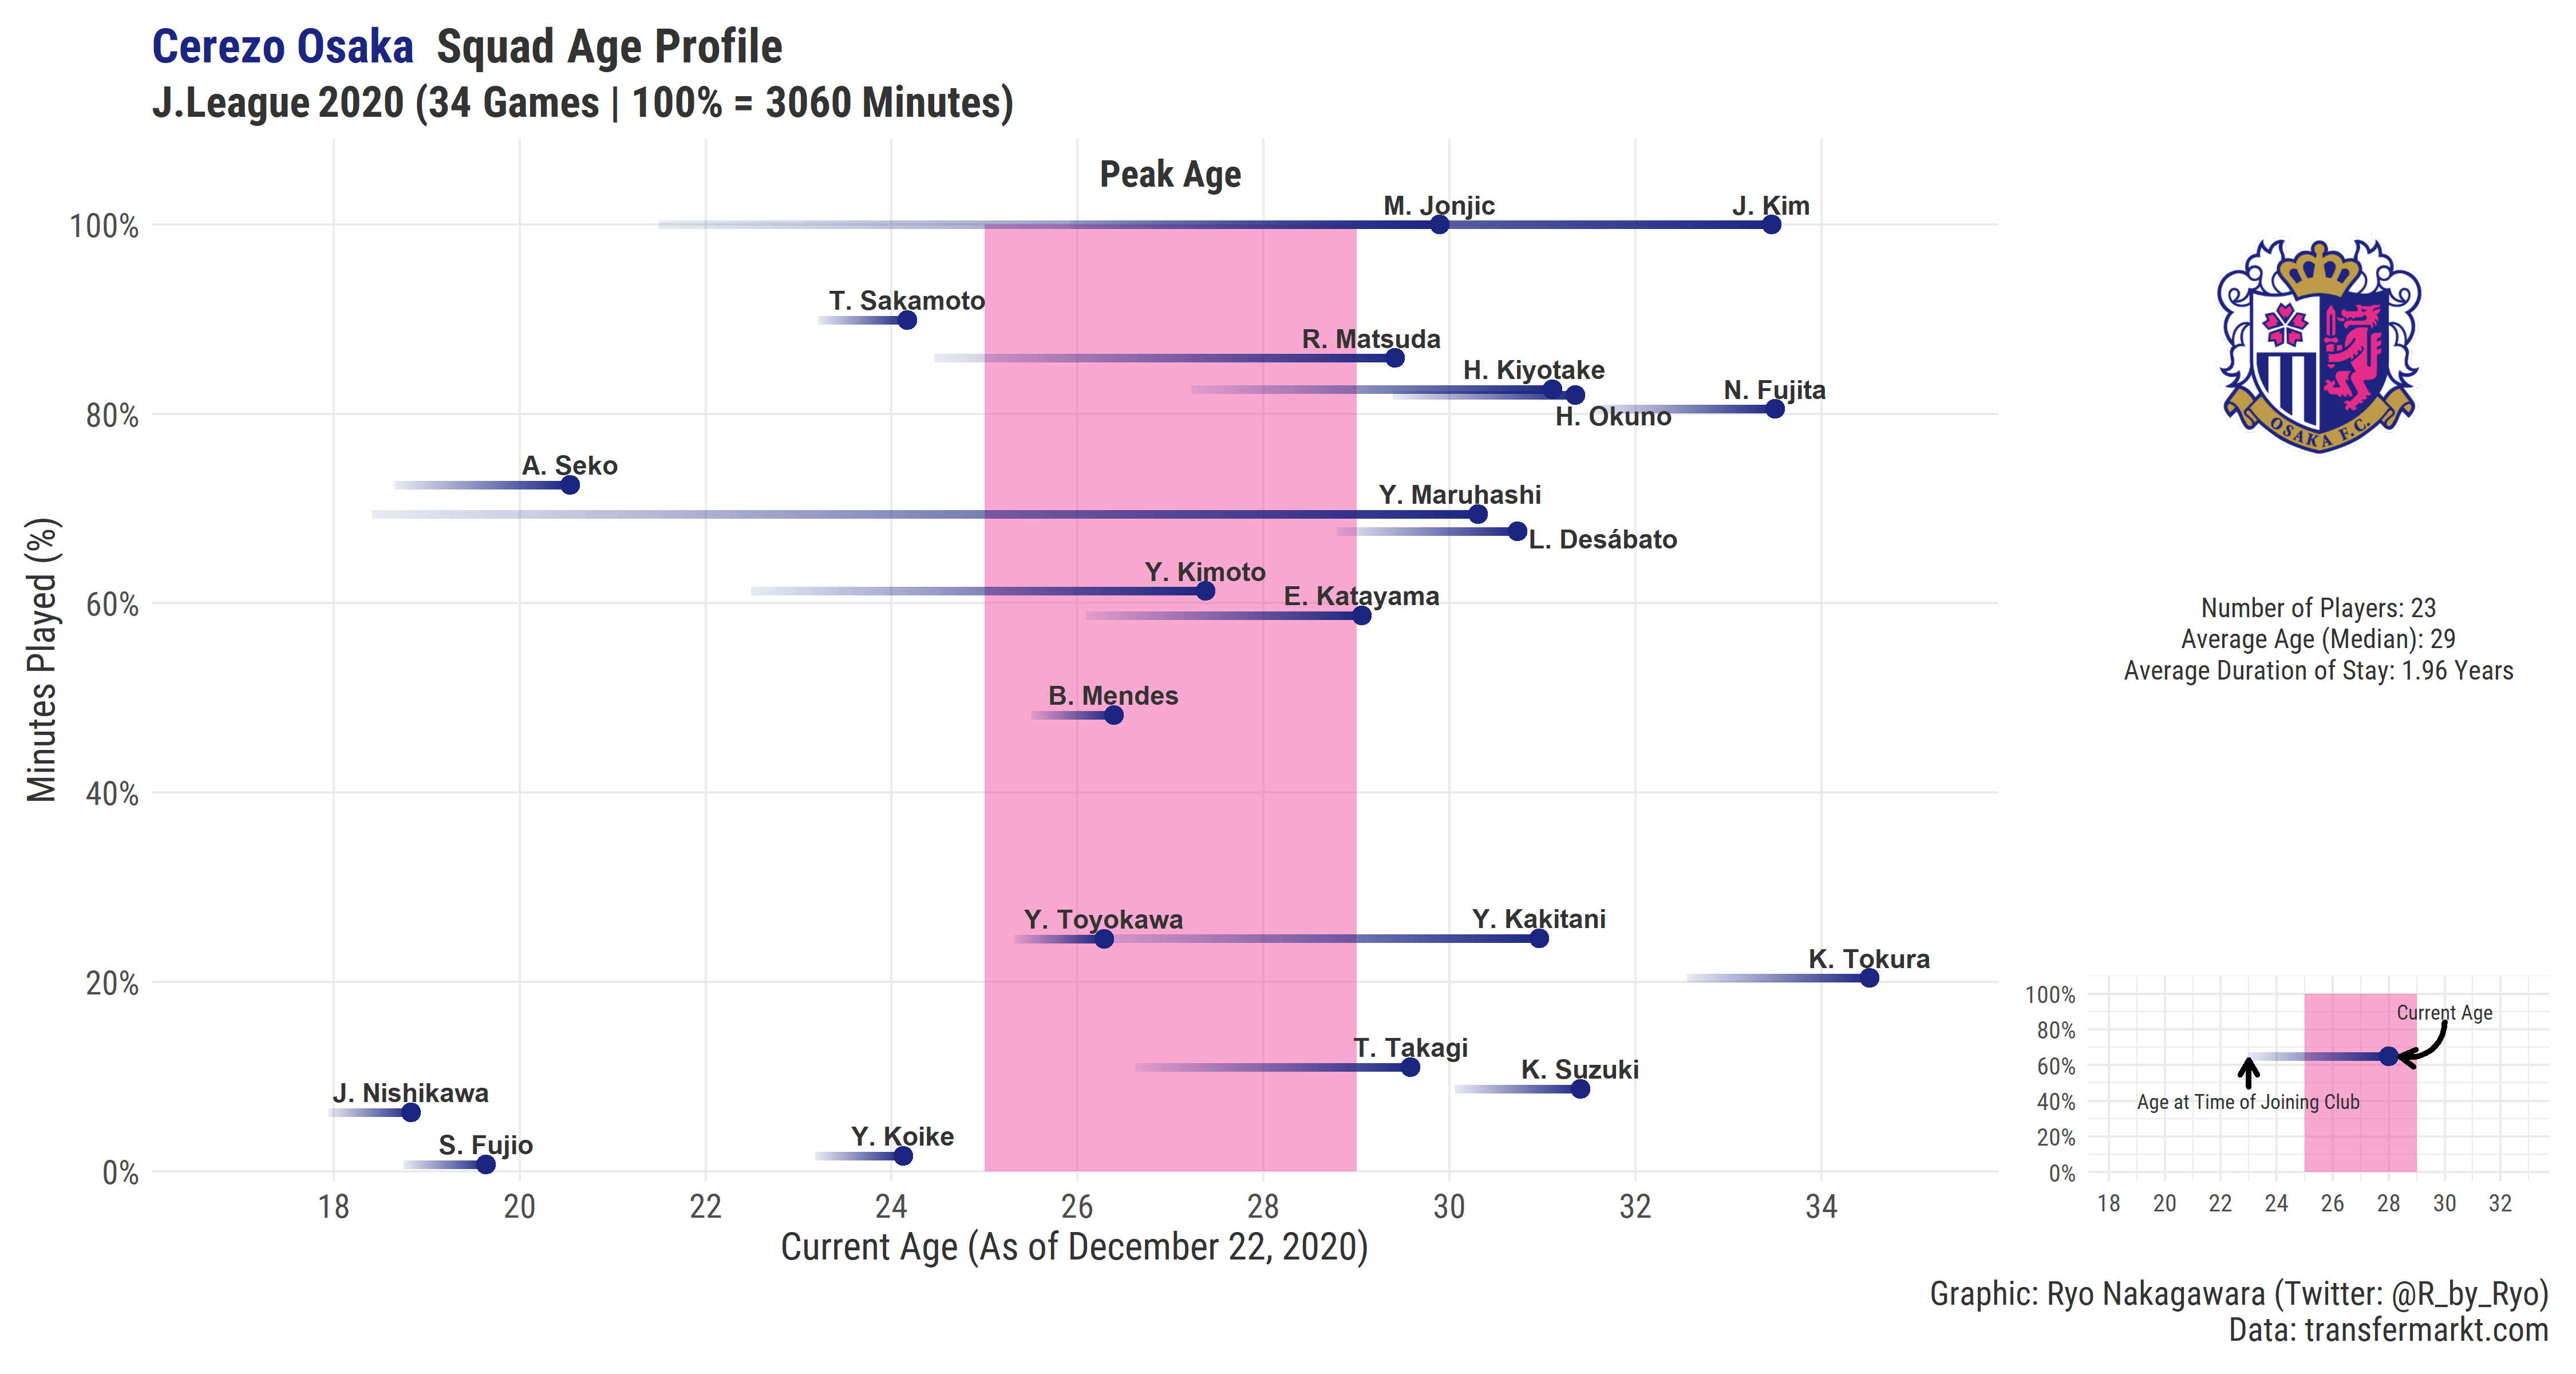 Cerezo Osaka Squad Age Profile
J.League 2020 (34 Games | 100% = 3060 Minutes)
Peak Age
M. Jonjic
J. Kim
T. Sakamoto
R. Matsuda
H. Kiyotake
N. Fujita
H. Okuno
A. Seko
Y. Maruhashi
L. Desábato
Y. Kimoto
E. Katayama
B. Mendes
Y. Toyokawa
Y. Kakitani
K. Tokura
T. Takagi
K. Suzuki
J. Nishikawa
S. Fujio
Y. Koike
Minutes Played (%)
100%
80%
60%
40%
20%
0%
18 20 22 24 26 28 30 32 34
Current Age (As of December 22, 2020)
OSAKA F.C.
Number of Players: 23
Average Age (Median): 29
Average Duration of Stay: 1.96 Years
100%
80%
60%
40%
20%
0%
Current Age
Age at Time of Joining Club
18 20 22 24 26 28 30 32
Graphic: Ryo Nakagawara (Twitter: @R_by_Ryo)
Data: transfermarkt.com